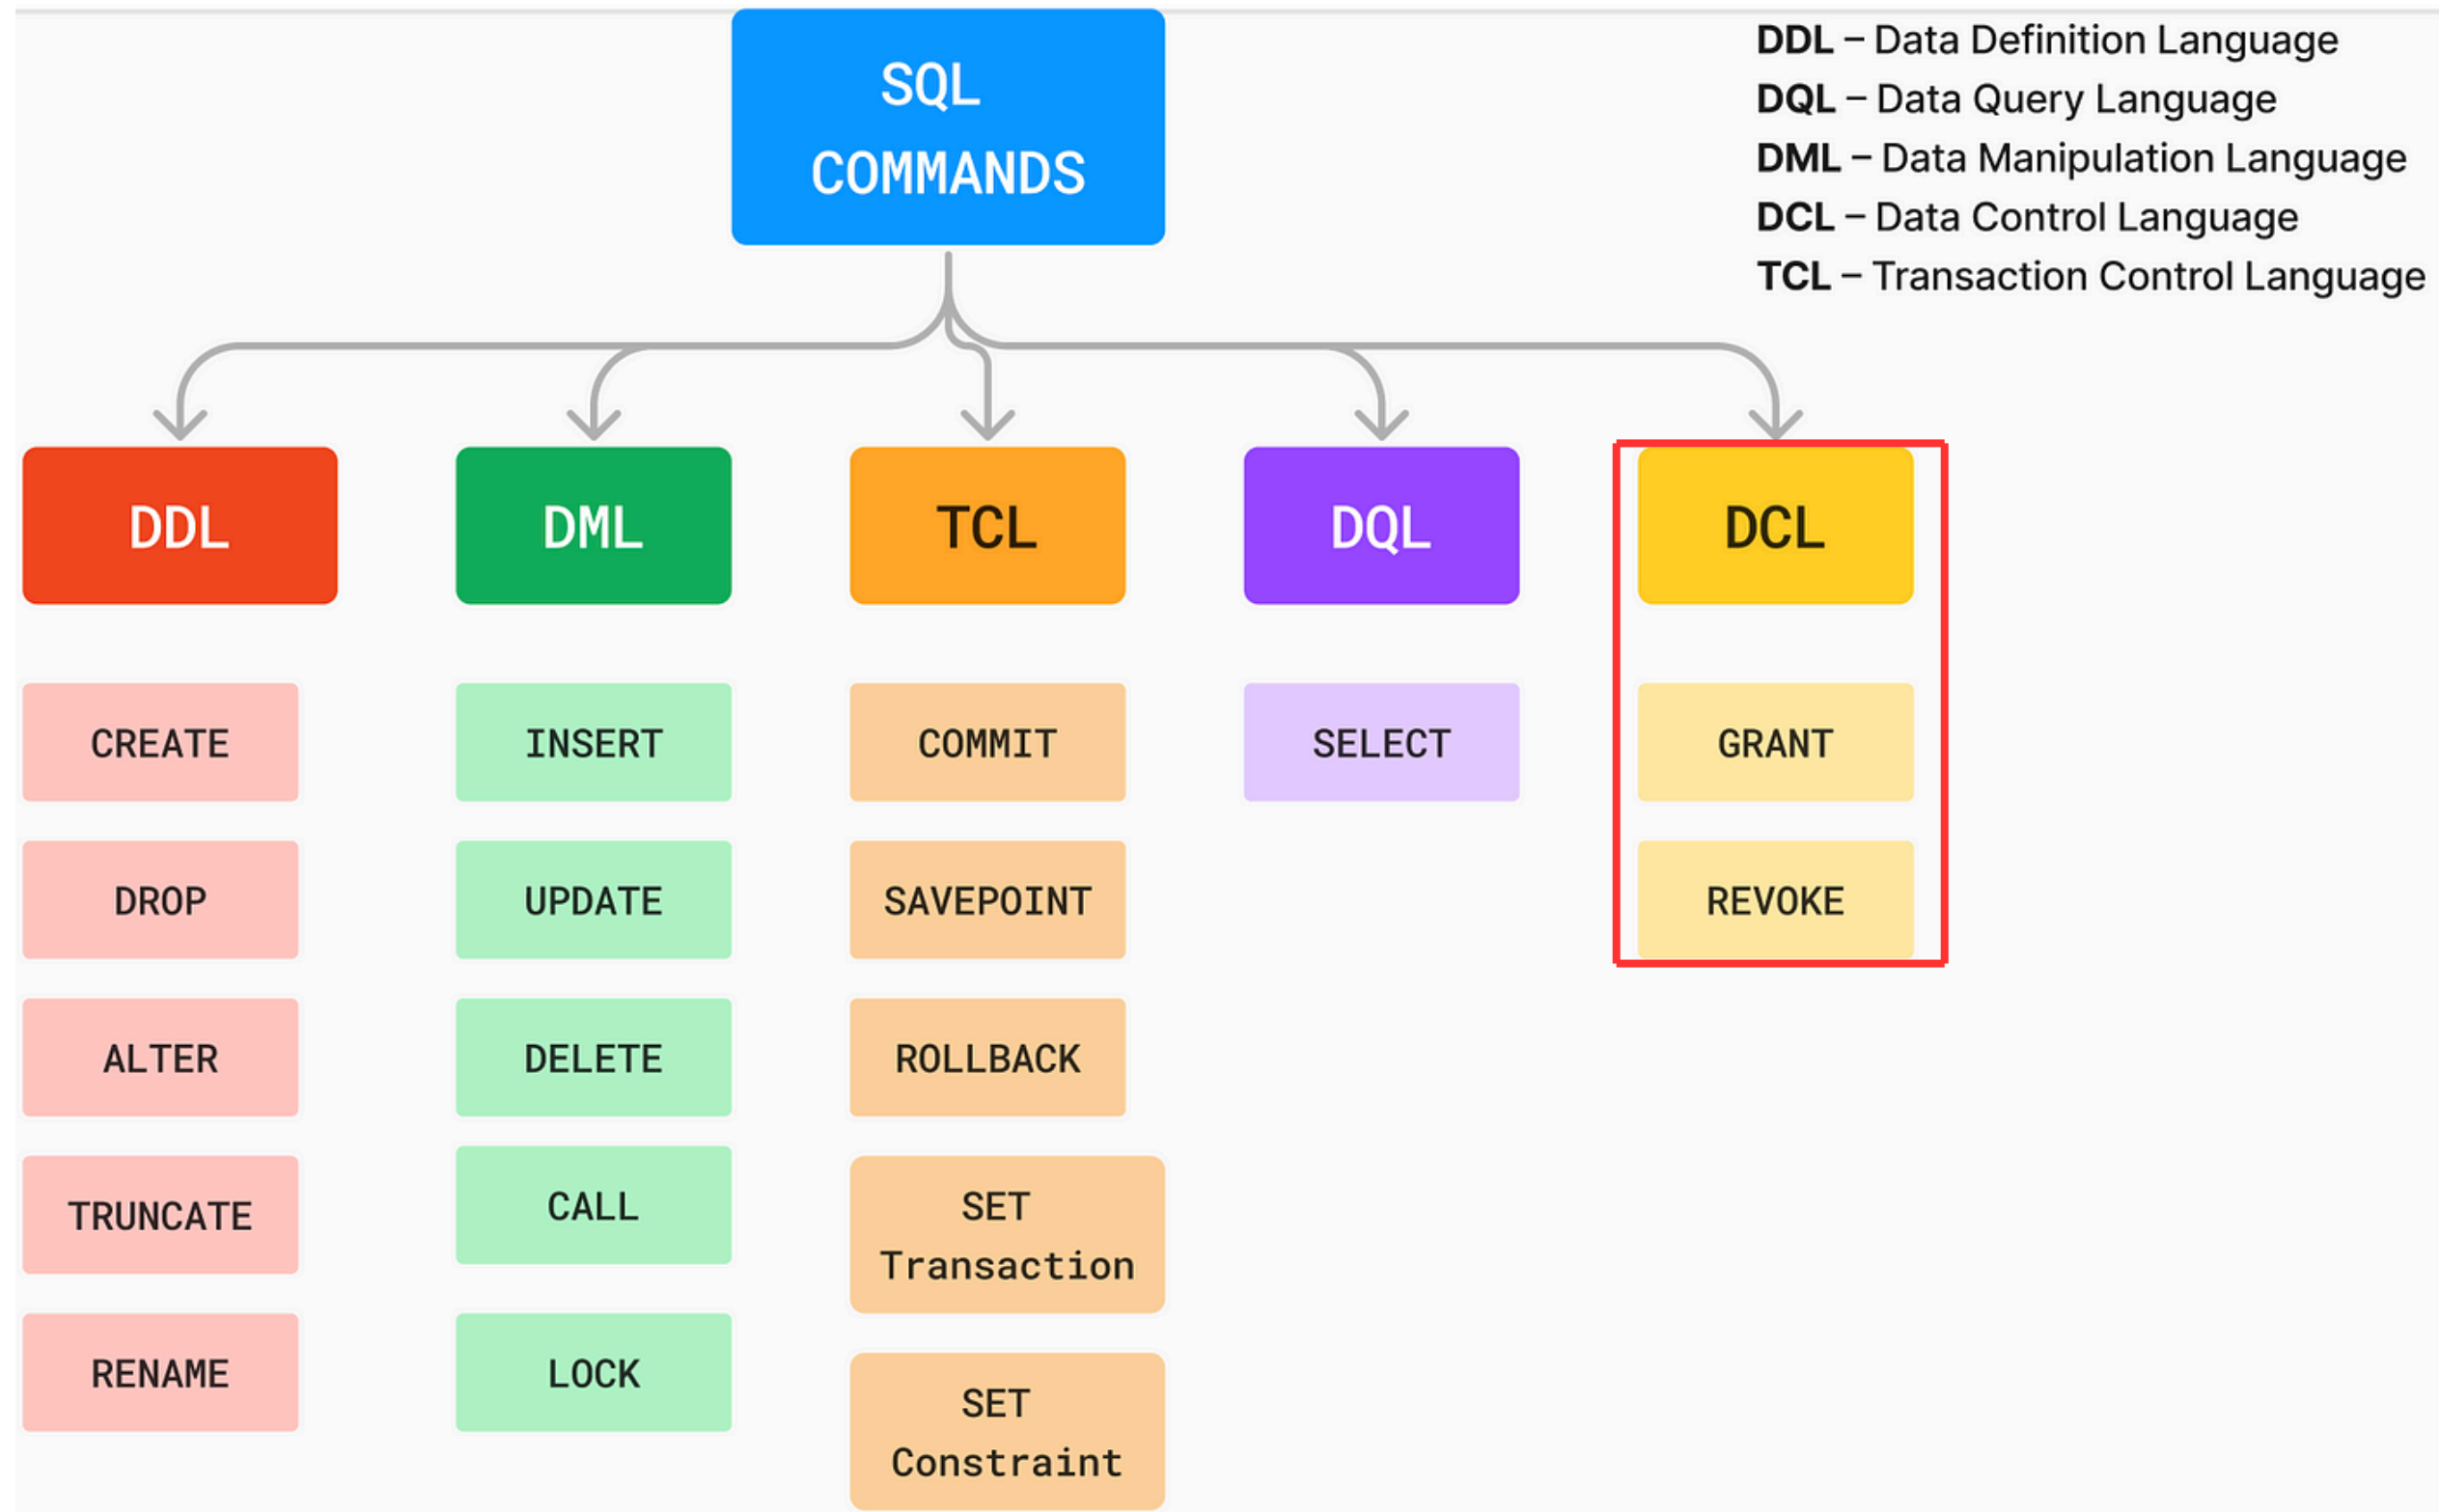 SQL
COMMANDS
DDL – Data Definition Language
DQL – Data Query Language
DML – Data Manipulation Language
DCL – Data Control Language
TCL – Transaction Control Language
DDL
DML
TCL
DQL
DCL
CREATE
INSERT
COMMIT
SELECT
GRANT
DROP
UPDATE
SAVEPOINT
REVOKE
ALTER
DELETE
ROLLBACK
TRUNCATE
CALL
SET
Transaction
RENAME
LOCK
SET
Constraint